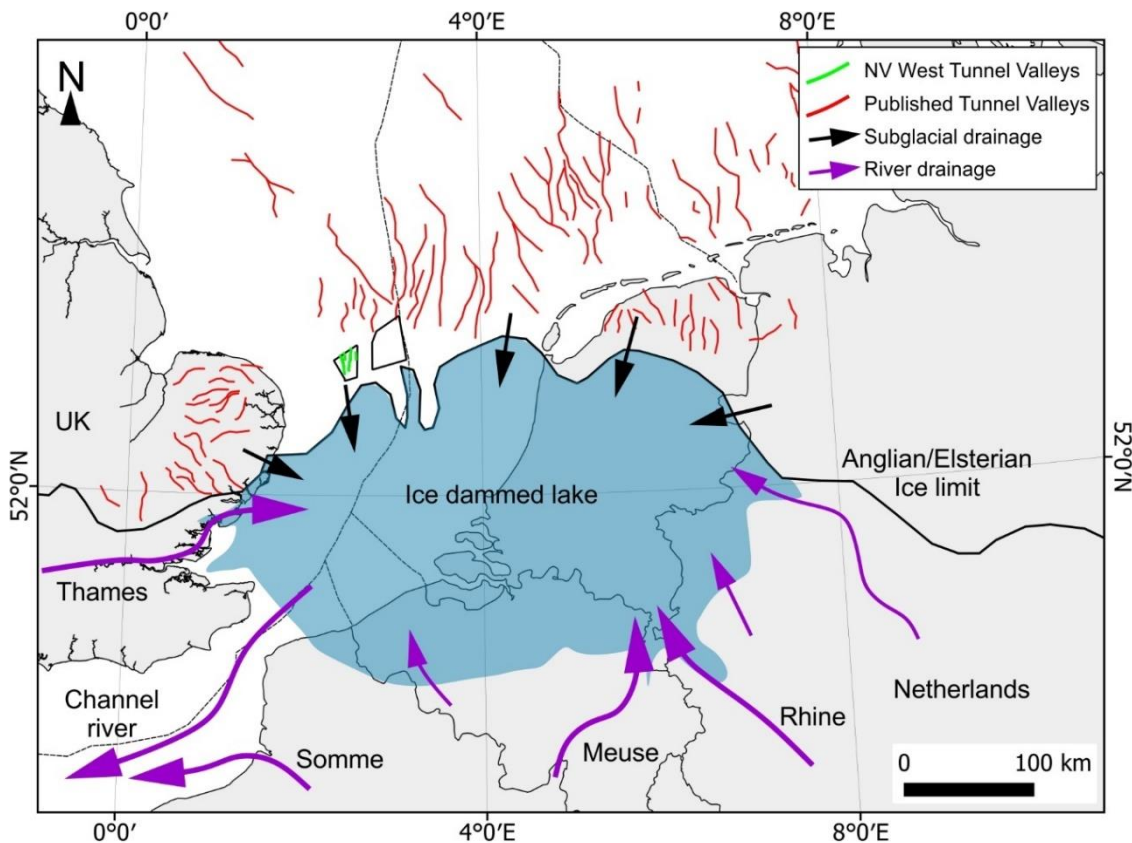 0°0′ 4°0′E 8°0′E
N
NV West Tunnel Valleys
Published Tunnel Valleys
Subglacial drainage
River drainage
UK
52°0′N
52°0′N
Anglian/Elsterian
Ice limit
Ice dammed lake
Thames
Channel
river
Somme
Meuse
Rhine
Netherlands
0 100 km
0°0′ 4°0′E 8°0′E